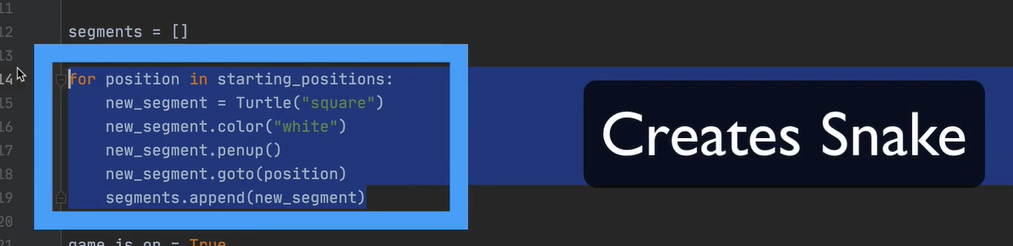 11
12 segments = []
13
14 for position in starting_positions:
15 new_segment = Turtle("square")
16 new_segment.color("white")
17 new_segment.penup()
18 new_segment.goto(position)
19 segments.append(new_segment)
20
21 game_is_on = True
Creates Snake